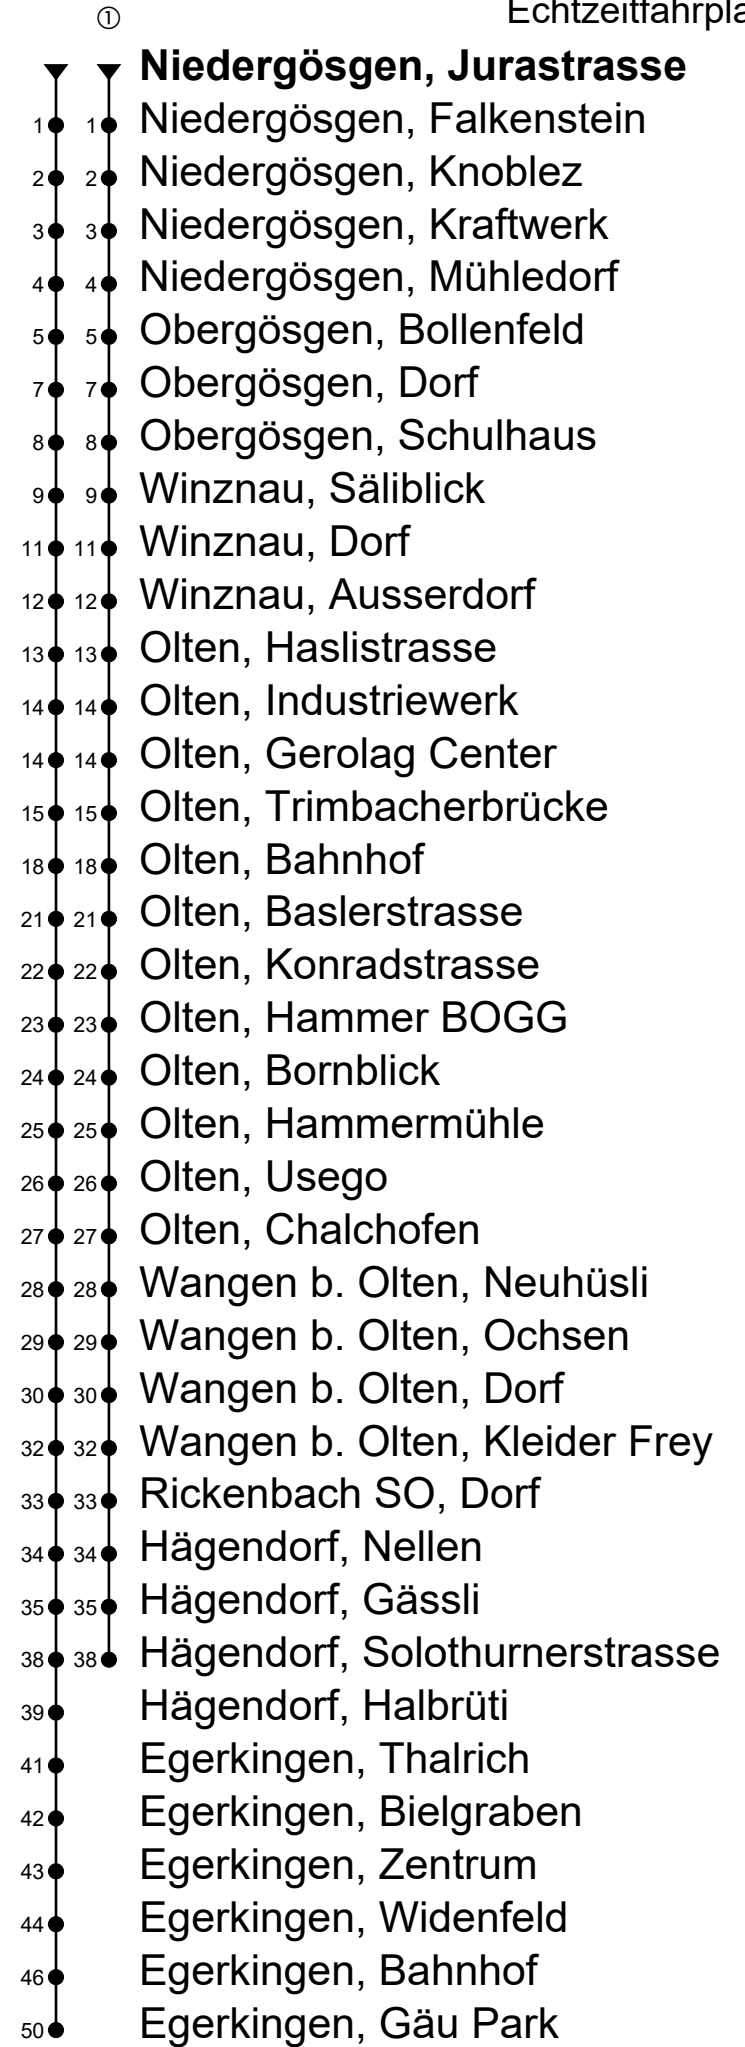 ① Echtzeitfahrpla
Niedergösgen, Jurastrasse
1 1 Niedergösgen, Falkenstein
2 2 Niedergösgen, Knoblez
3 3 Niedergösgen, Kraftwerk
4 4 Niedergösgen, Mühledorf
5 5 Obergösgen, Bollenfeld
7 7 Obergösgen, Dorf
8 8 Obergösgen, Schulhaus
9 9 Winznau, Säliblick
11 11 Winznau, Dorf
12 12 Winznau, Ausserdorf
13 13 Olten, Haslistrasse
14 14 Olten, Industriewerk
14 14 Olten, Gerolag Center
15 15 Olten, Trimbacherbrücke
18 18 Olten, Bahnhof
21 21 Olten, Baslerstrasse
22 22 Olten, Konradstrasse
23 23 Olten, Hammer BOGG
24 24 Olten, Bornblick
25 25 Olten, Hammermühle
26 26 Olten, Usego
27 27 Olten, Chalchofen
28 28 Wangen b. Olten, Neuhüsli
29 29 Wangen b. Olten, Ochsen
30 30 Wangen b. Olten, Dorf
32 32 Wangen b. Olten, Kleider Frey
33 33 Rickenbach SO, Dorf
34 34 Hägendorf, Nellen
35 35 Hägendorf, Gässli
38 38 Hägendorf, Solothurnerstrasse
39 Hägendorf, Halbrüti
41 Egerkingen, Thalrich
42 Egerkingen, Bielgraben
43 Egerkingen, Zentrum
44 Egerkingen, Widenfeld
46 Egerkingen, Bahnhof
50 Egerkingen, Gäu Park